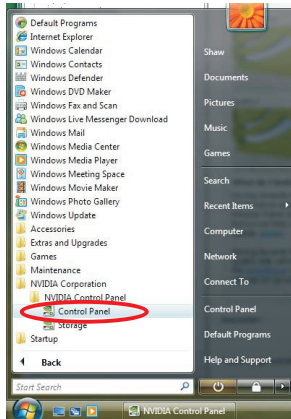 Default Programs
Internet Explorer
Windows Calendar
Windows Contacts
Windows Defender
Windows DVD Maker
Windows Fax and Scan
Windows Live Messenger Download
Windows Mail
Windows Media Center
Windows Media Player
Windows Meeting Space
Windows Movie Maker
Windows Photo Gallery
Windows Update
Accessories
Extras and Upgrades
Games
Maintenance
NVIDIA Corporation
NVIDIA Control Panel
Control Panel
Storage
Startup
Back
Start Search
Shaw
Documents
Pictures
Music
Games
Search
Recent Items
Computer
Network
Connect To
Control Panel
Default Programs
Help and Support
NVIDIA Control Panel